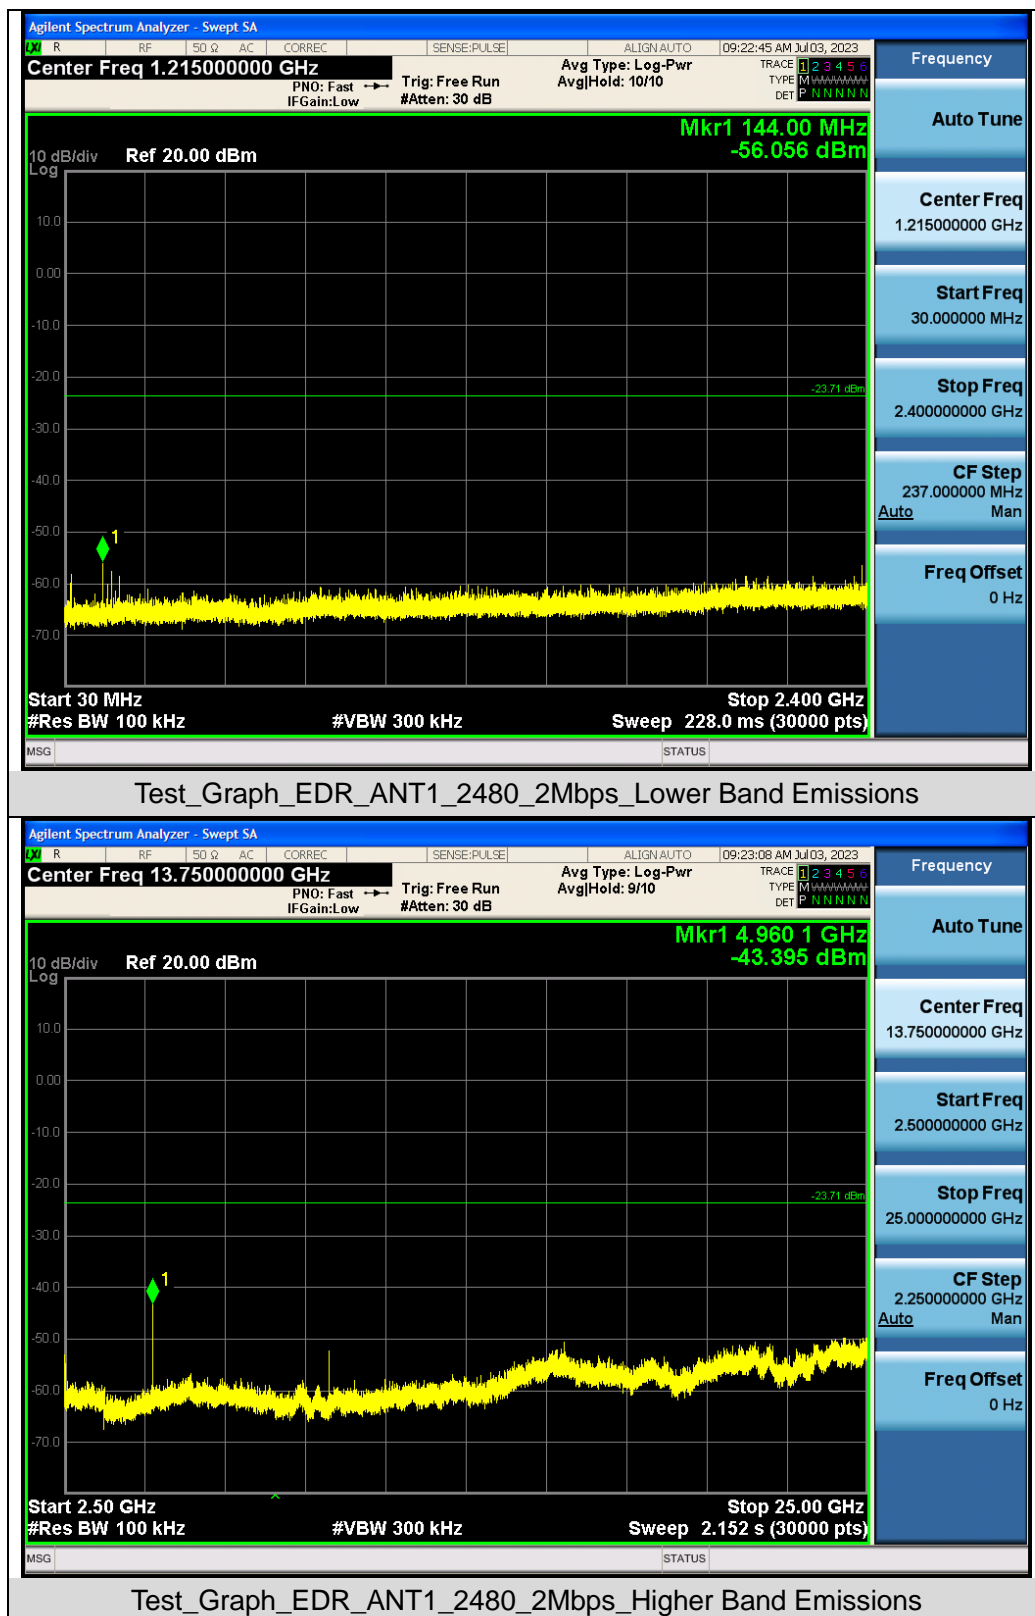 Agilent Spectrum Analyzer - Swept SA
LXI R RF 50 Ω AC CORREC SENSE:PULSE ALIGN AUTO 09:22:45 AM Jul 03, 2023
Center Freq 1.215000000 GHz
PNO: Fast
IFGain:Low
Trig: Free Run
#Atten: 30 dB
Avg Type: Log-Pwr
Avg|Hold: 10/10
TRACE 1 2 3 4 5 6
TYPE M WWWWW
DET P N N N N N
Frequency
Auto Tune
Center Freq
1.215000000 GHz
Start Freq
30.000000 MHz
Stop Freq
2.400000000 GHz
CF Step
237.000000 MHz
Auto Man
Freq Offset
0 Hz
Mkr1 144.00 MHz
-56.056 dBm
10 dB/div Ref 20.00 dBm
Log
10.0
0.00
-10.0
-20.0
-23.71 dBm
-30.0
-40.0
-50.0
1
-60.0
-70.0
Start 30 MHz Stop 2.400 GHz
#Res BW 100 kHz #VBW 300 kHz Sweep 228.0 ms (30000 pts)
MSG STATUS
Test_Graph_EDR_ANT1_2480_2Mbps_Lower Band Emissions
Agilent Spectrum Analyzer - Swept SA
LXI R RF 50 Ω AC CORREC SENSE:PULSE ALIGN AUTO 09:23:08 AM Jul 03, 2023
Center Freq 13.750000000 GHz
PNO: Fast
IFGain:Low
Trig: Free Run
#Atten: 30 dB
Avg Type: Log-Pwr
Avg|Hold: 9/10
TRACE 1 2 3 4 5 6
TYPE M WWWWW
DET P N N N N N
Frequency
Auto Tune
Center Freq
13.750000000 GHz
Start Freq
2.500000000 GHz
Stop Freq
25.000000000 GHz
CF Step
2.250000000 GHz
Auto Man
Freq Offset
0 Hz
Mkr1 4.960 1 GHz
-43.395 dBm
10 dB/div Ref 20.00 dBm
Log
10.0
0.00
-10.0
-20.0
-23.71 dBm
-30.0
1
-40.0
-50.0
-60.0
-70.0
Start 2.50 GHz Stop 25.00 GHz
#Res BW 100 kHz #VBW 300 kHz Sweep 2.152 s (30000 pts)
MSG STATUS
Test_Graph_EDR_ANT1_2480_2Mbps_Higher Band Emissions